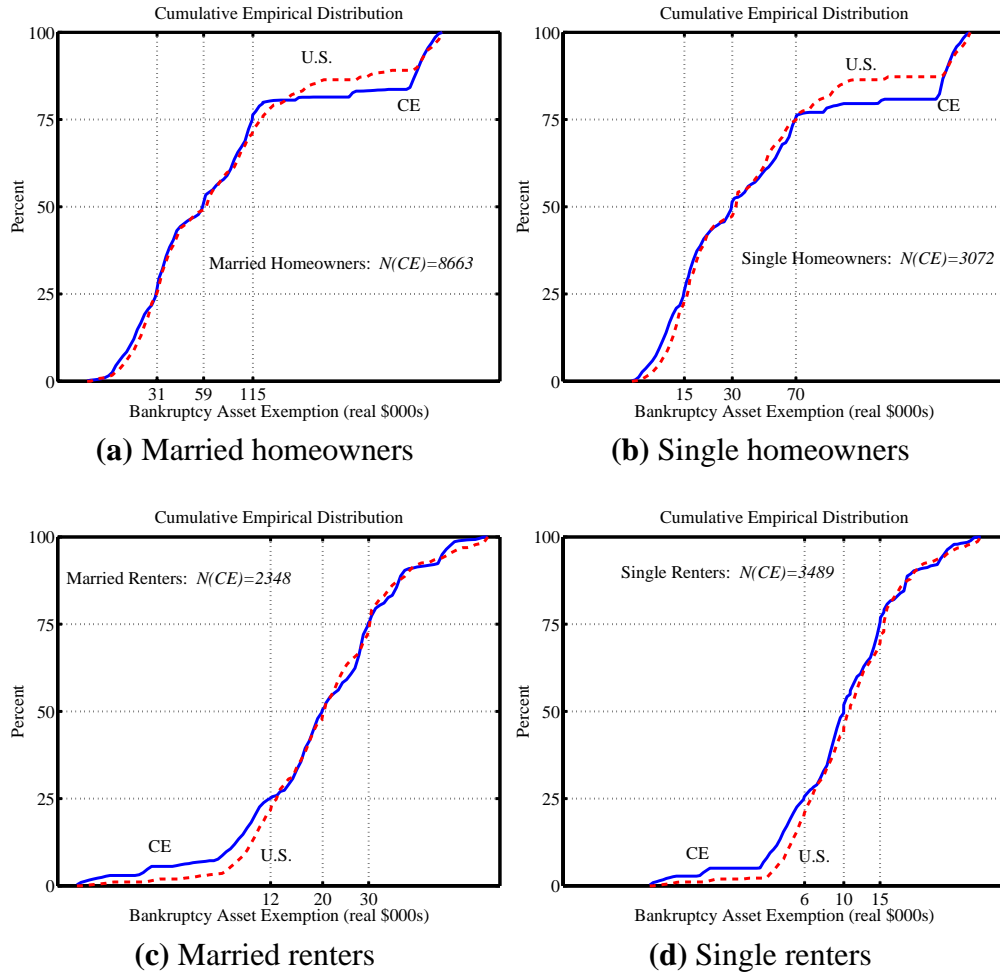 Cumulative Empirical Distribution
100
75
50
25
0
Percent
U.S.
CE
Married Homeowners: N(CE)=8663
31 59 115
Bankruptcy Asset Exemption (real $000s)
(a) Married homeowners
Cumulative Empirical Distribution
100
75
50
25
0
Percent
U.S.
CE
Single Homeowners: N(CE)=3072
15 30 70
Bankruptcy Asset Exemption (real $000s)
(b) Single homeowners
Cumulative Empirical Distribution
100
75
50
25
0
Percent
Married Renters: N(CE)=2348
CE
U.S.
12 20 30
Bankruptcy Asset Exemption (real $000s)
(c) Married renters
Cumulative Empirical Distribution
100
75
50
25
0
Percent
Single Renters: N(CE)=3489
CE
U.S.
6 10 15
Bankruptcy Asset Exemption (real $000s)
(d) Single renters